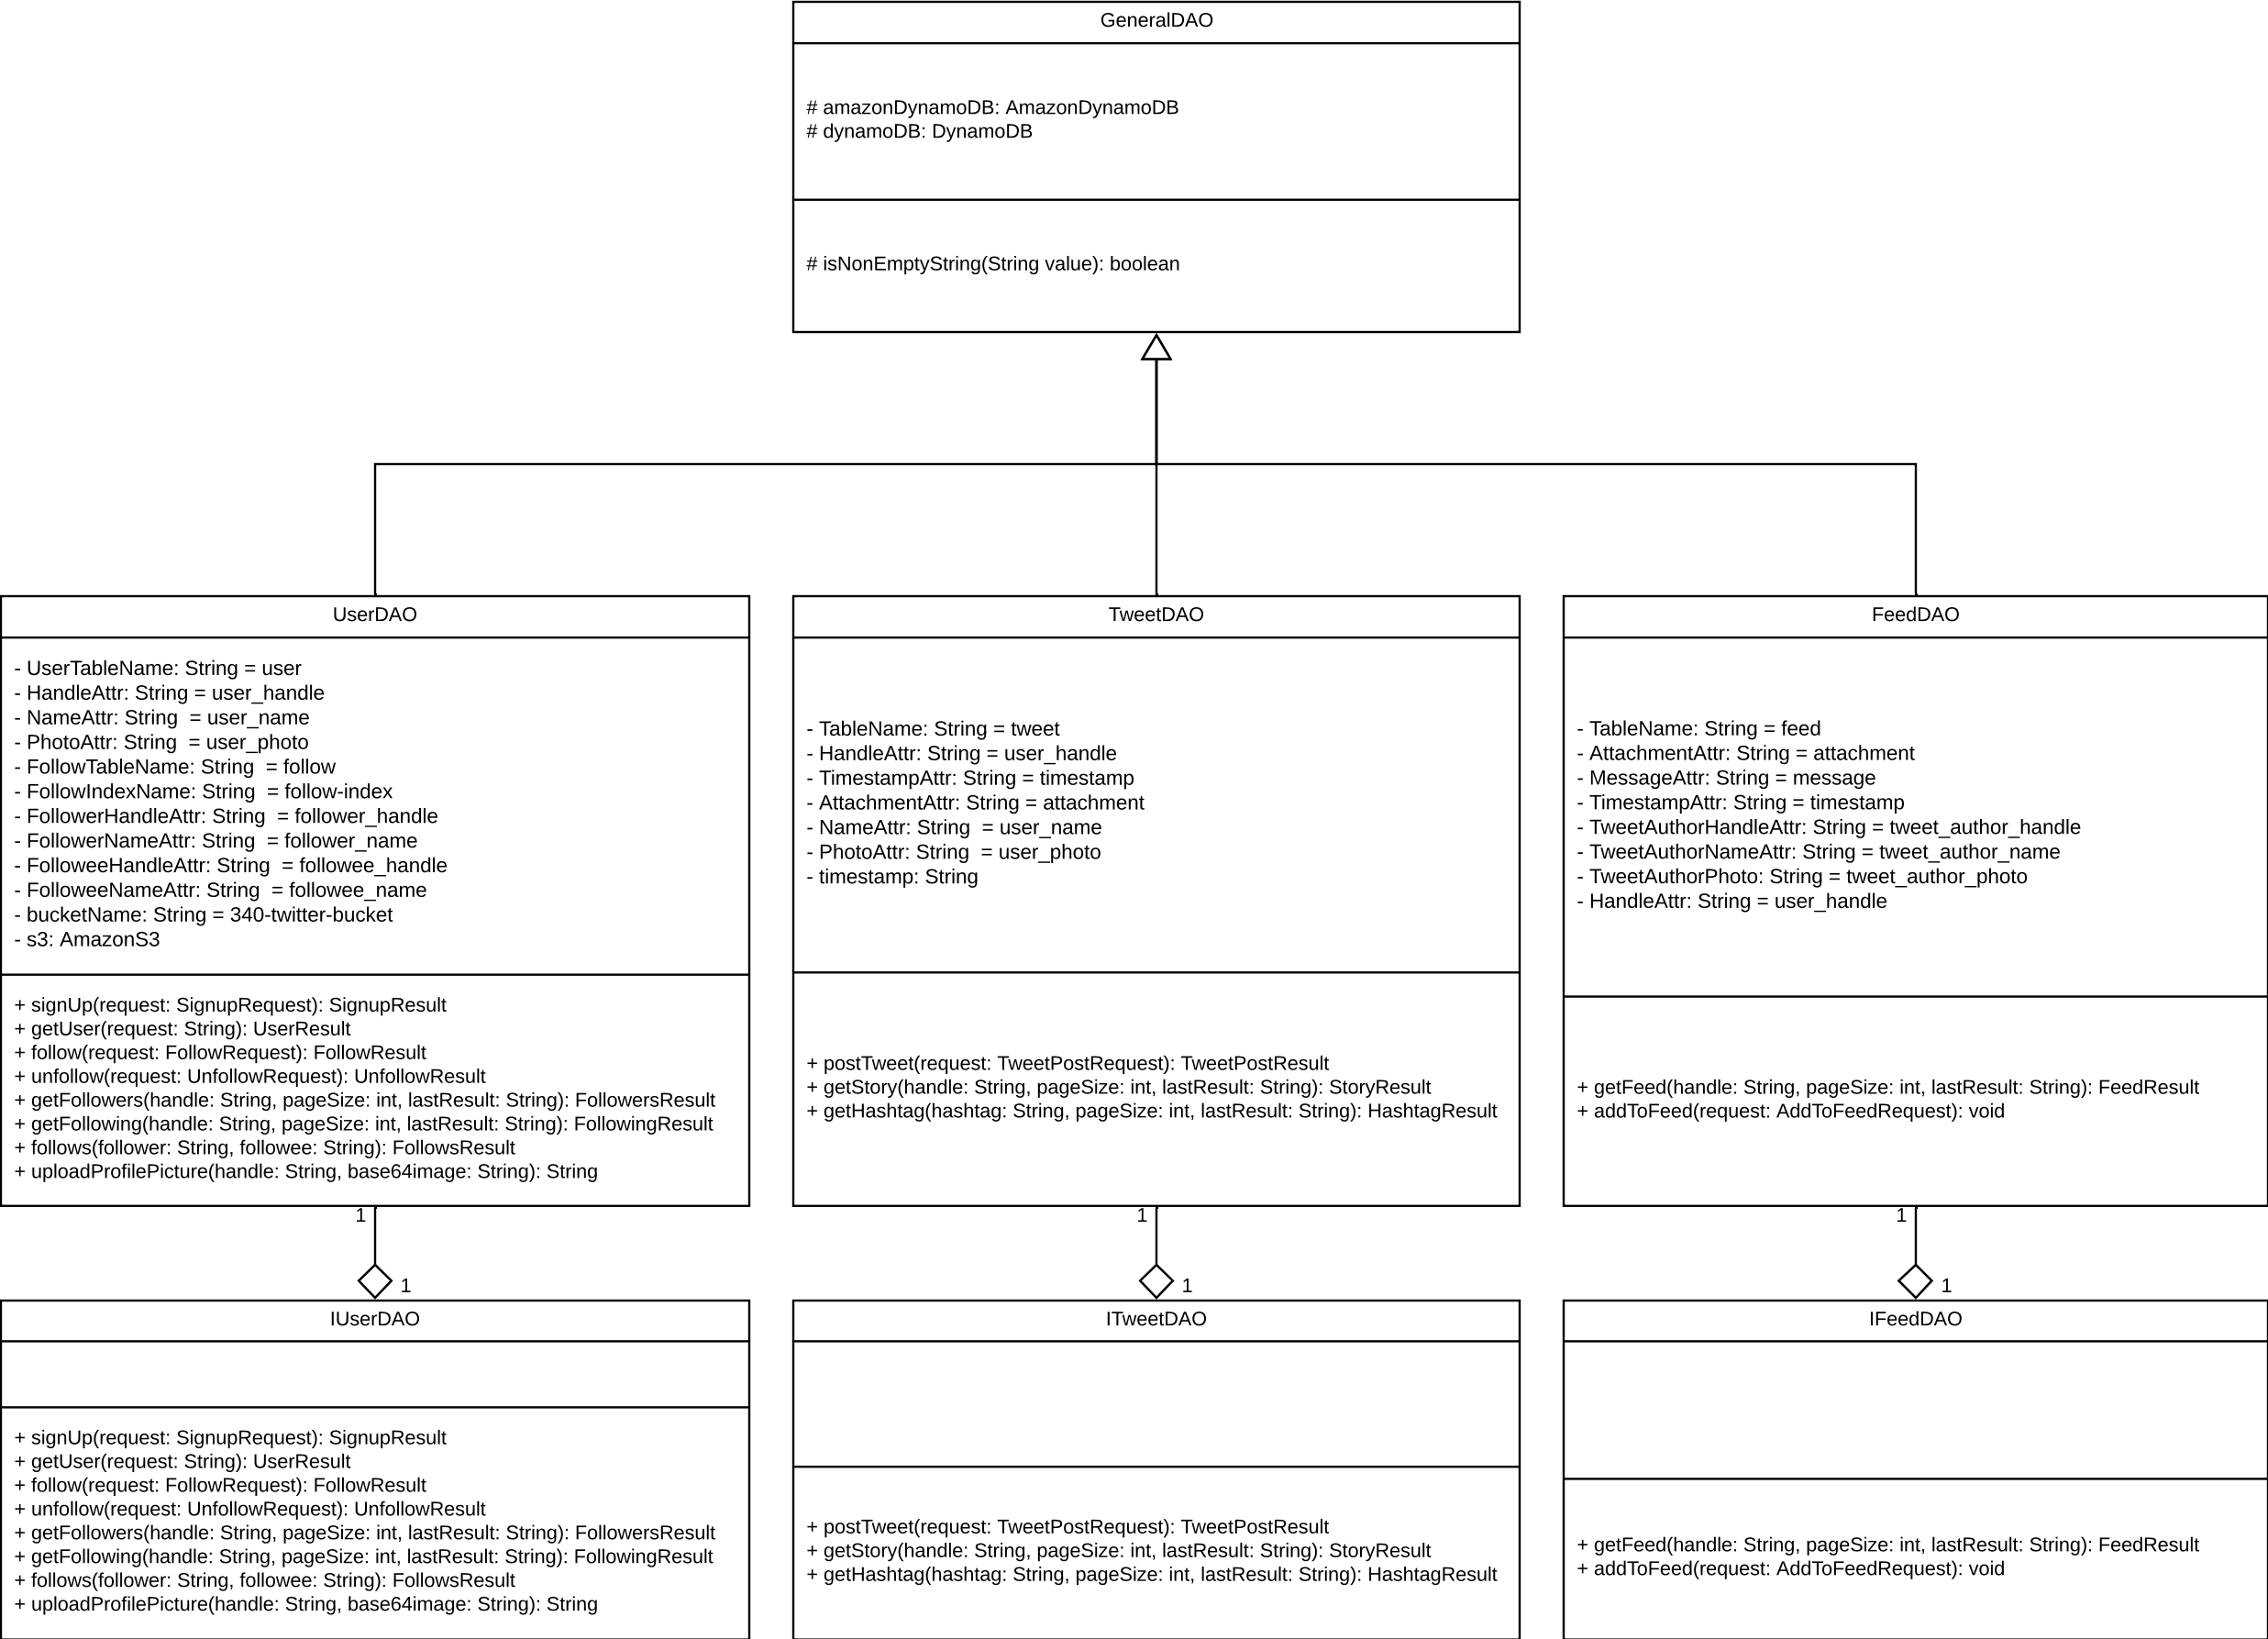 GeneralDAO
# amazonDynamoDB: AmazonDynamoDB
# dynamoDB: DynamoDB
# isNonEmptyString(String value): boolean
UserDAO
- UserTableName: String = user
- HandleAttr: String = user_handle
- NameAttr: String  = user_name
- PhotoAttr: String  = user_photo
- FollowTableName: String  = follow
- FollowIndexName: String  = follow-index
- FollowerHandleAttr: String  = follower_handle
- FollowerNameAttr: String  = follower_name
- FolloweeHandleAttr: String  = followee_handle
- FolloweeNameAttr: String  = followee_name
- bucketName: String = 340-twitter-bucket
- s3: AmazonS3
+ signUp(request: SignupRequest): SignupResult
+ getUser(request: String): UserResult
+ follow(request: FollowRequest): FollowResult
+ unfollow(request: UnfollowRequest): UnfollowResult
+ getFollowers(handle: String, pageSize: int, lastResult: String): FollowersResult
+ getFollowing(handle: String, pageSize: int, lastResult: String): FollowingResult
+ follows(follower: String, followee: String): FollowsResult
+ uploadProfilePicture(handle: String, base64image: String): String
TweetDAO
- TableName: String = tweet
- HandleAttr: String = user_handle
- TimestampAttr: String = timestamp
- AttachmentAttr: String = attachment
- NameAttr: String  = user_name
- PhotoAttr: String  = user_photo
- timestamp: String
+ postTweet(request: TweetPostRequest): TweetPostResult
+ getStory(handle: String, pageSize: int, lastResult: String): StoryResult
+ getHashtag(hashtag: String, pageSize: int, lastResult: String): HashtagResult
FeedDAO
- TableName: String = feed
- AttachmentAttr: String = attachment
- MessageAttr: String = message
- TimestampAttr: String = timestamp
- TweetAuthorHandleAttr: String = tweet_author_handle
- TweetAuthorNameAttr: String = tweet_author_name
- TweetAuthorPhoto: String = tweet_author_photo
- HandleAttr: String = user_handle
+ getFeed(handle: String, pageSize: int, lastResult: String): FeedResult
+ addToFeed(request: AddToFeedRequest): void
1
1
1
1
1
1
IUserDAO
+ signUp(request: SignupRequest): SignupResult
+ getUser(request: String): UserResult
+ follow(request: FollowRequest): FollowResult
+ unfollow(request: UnfollowRequest): UnfollowResult
+ getFollowers(handle: String, pageSize: int, lastResult: String): FollowersResult
+ getFollowing(handle: String, pageSize: int, lastResult: String): FollowingResult
+ follows(follower: String, followee: String): FollowsResult
+ uploadProfilePicture(handle: String, base64image: String): String
ITweetDAO
+ postTweet(request: TweetPostRequest): TweetPostResult
+ getStory(handle: String, pageSize: int, lastResult: String): StoryResult
+ getHashtag(hashtag: String, pageSize: int, lastResult: String): HashtagResult
IFeedDAO
+ getFeed(handle: String, pageSize: int, lastResult: String): FeedResult
+ addToFeed(request: AddToFeedRequest): void